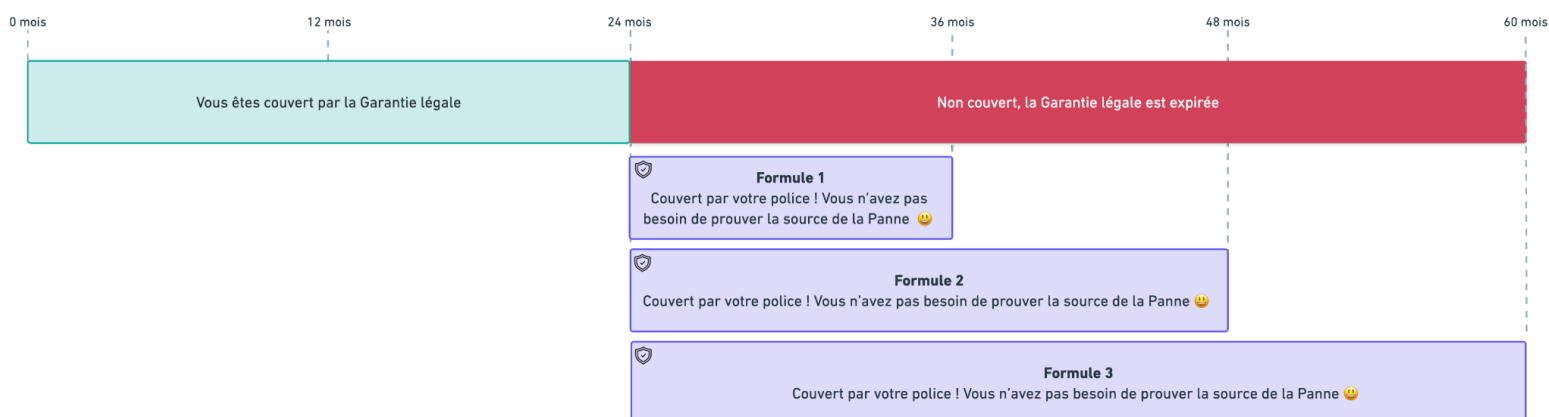 0 mois
12 mois
24 mois
36 mois
48 mois
60 mois
Vous êtes couvert par la Garantie légale
Non couvert, la Garantie légale est expirée
Formule 1
Couvert par votre police ! Vous n’avez pas
besoin de prouver la source de la Panne 😃
Formule 2
Couvert par votre police ! Vous n’avez pas besoin de prouver la source de la Panne 😃
Formule 3
Couvert par votre police ! Vous n’avez pas besoin de prouver la source de la Panne 😃